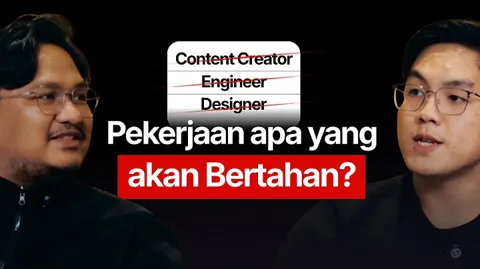 Content Creator
Engineer
Designer
Pekerjaan apa yang
akan Bertahan?